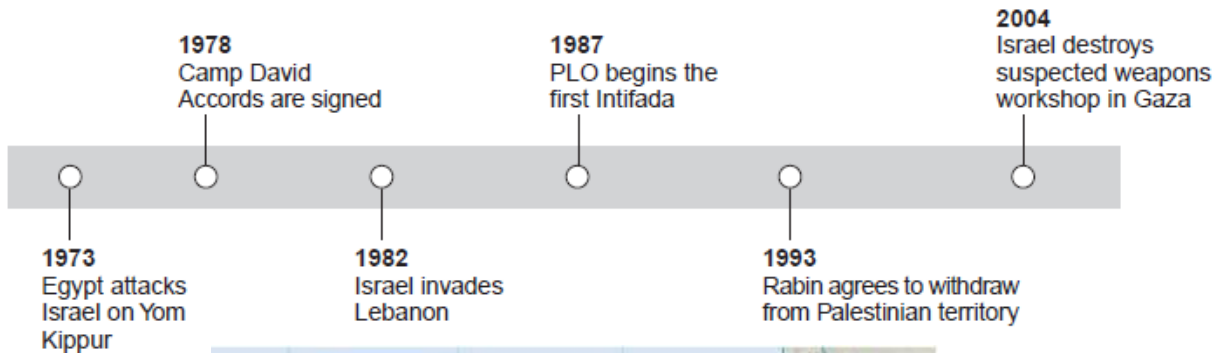 1973
Egypt attacks
Israel on Yom
Kippur
1978
Camp David
Accords are signed
1982
Israel invades
Lebanon
1987
PLO begins the
first Intifada
1993
Rabin agrees to withdraw
from Palestinian territory
2004
Israel destroys
suspected weapons
workshop in Gaza